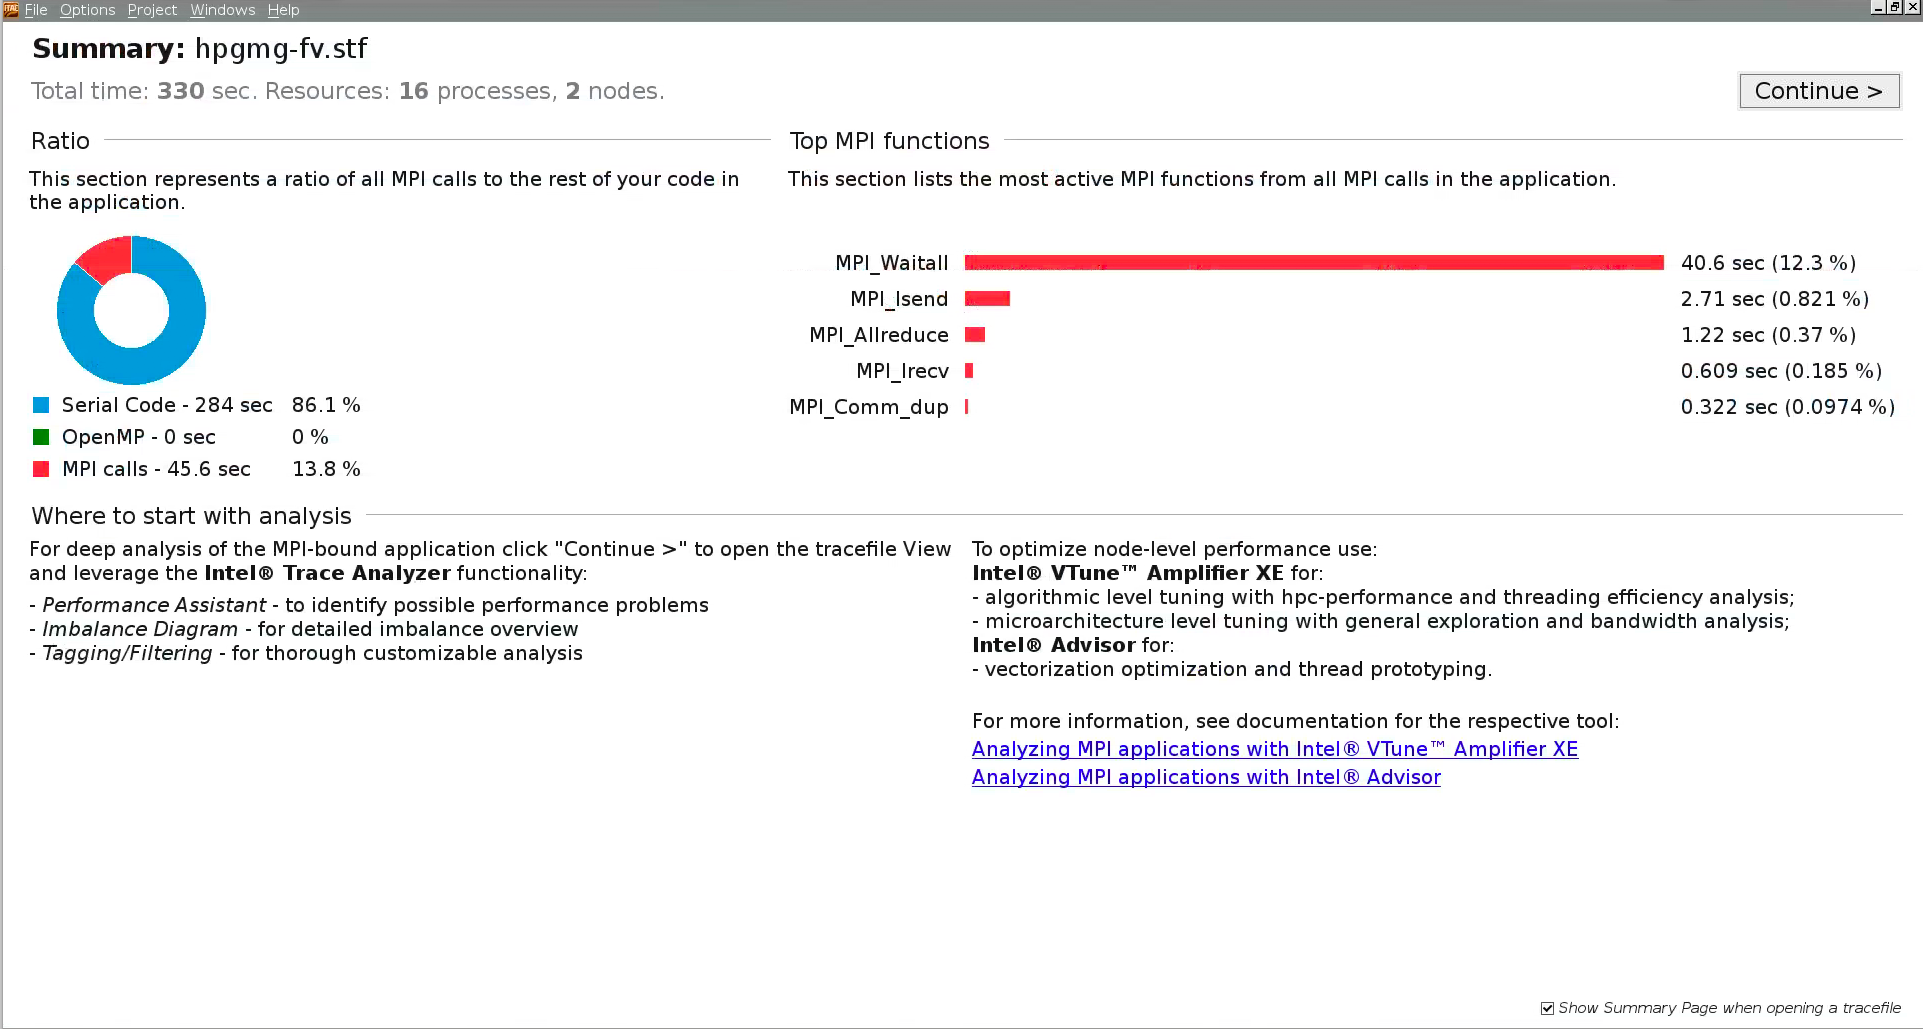 File Options Project Windows Help
Summary: hpgmg-fv.stf
Total time: 330 sec. Resources: 16 processes, 2 nodes.
Continue >
Ratio
This section represents a ratio of all MPI calls to the rest of your code in
the application.
Serial Code - 284 sec 86.1 %
OpenMP - 0 sec 0 %
MPI calls - 45.6 sec 13.8 %
Top MPI functions
This section lists the most active MPI functions from all MPI calls in the application.
MPI_Waitall 40.6 sec (12.3 %)
MPI_Isend 2.71 sec (0.821 %)
MPI_Allreduce 1.22 sec (0.37 %)
MPI_Irecv 0.609 sec (0.185 %)
MPI_Comm_dup 0.322 sec (0.0974 %)
Where to start with analysis
For deep analysis of the MPI-bound application click "Continue >" to open the tracefile View
and leverage the Intel® Trace Analyzer functionality:
- Performance Assistant - to identify possible performance problems
- Imbalance Diagram - for detailed imbalance overview
- Tagging/Filtering - for thorough customizable analysis
To optimize node-level performance use:
Intel® VTune™ Amplifier XE for:
- algorithmic level tuning with hpc-performance and threading efficiency analysis;
- microarchitecture level tuning with general exploration and bandwidth analysis;
Intel® Advisor for:
- vectorization optimization and thread prototyping.
For more information, see documentation for the respective tool:
Analyzing MPI applications with Intel® VTune™ Amplifier XE
Analyzing MPI applications with Intel® Advisor
Show Summary Page when opening a tracefile